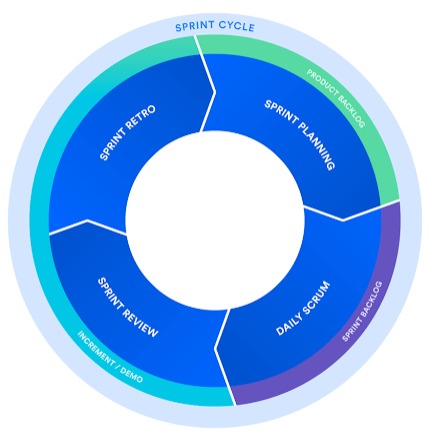 SPRINT CYCLE
PRODUCT BACKLOG
SPRINT PLANNING
SPRINT BACKLOG
DAILY SCRUM
INCREMENT / DEMO
SPRINT REVIEW
SPRINT RETRO